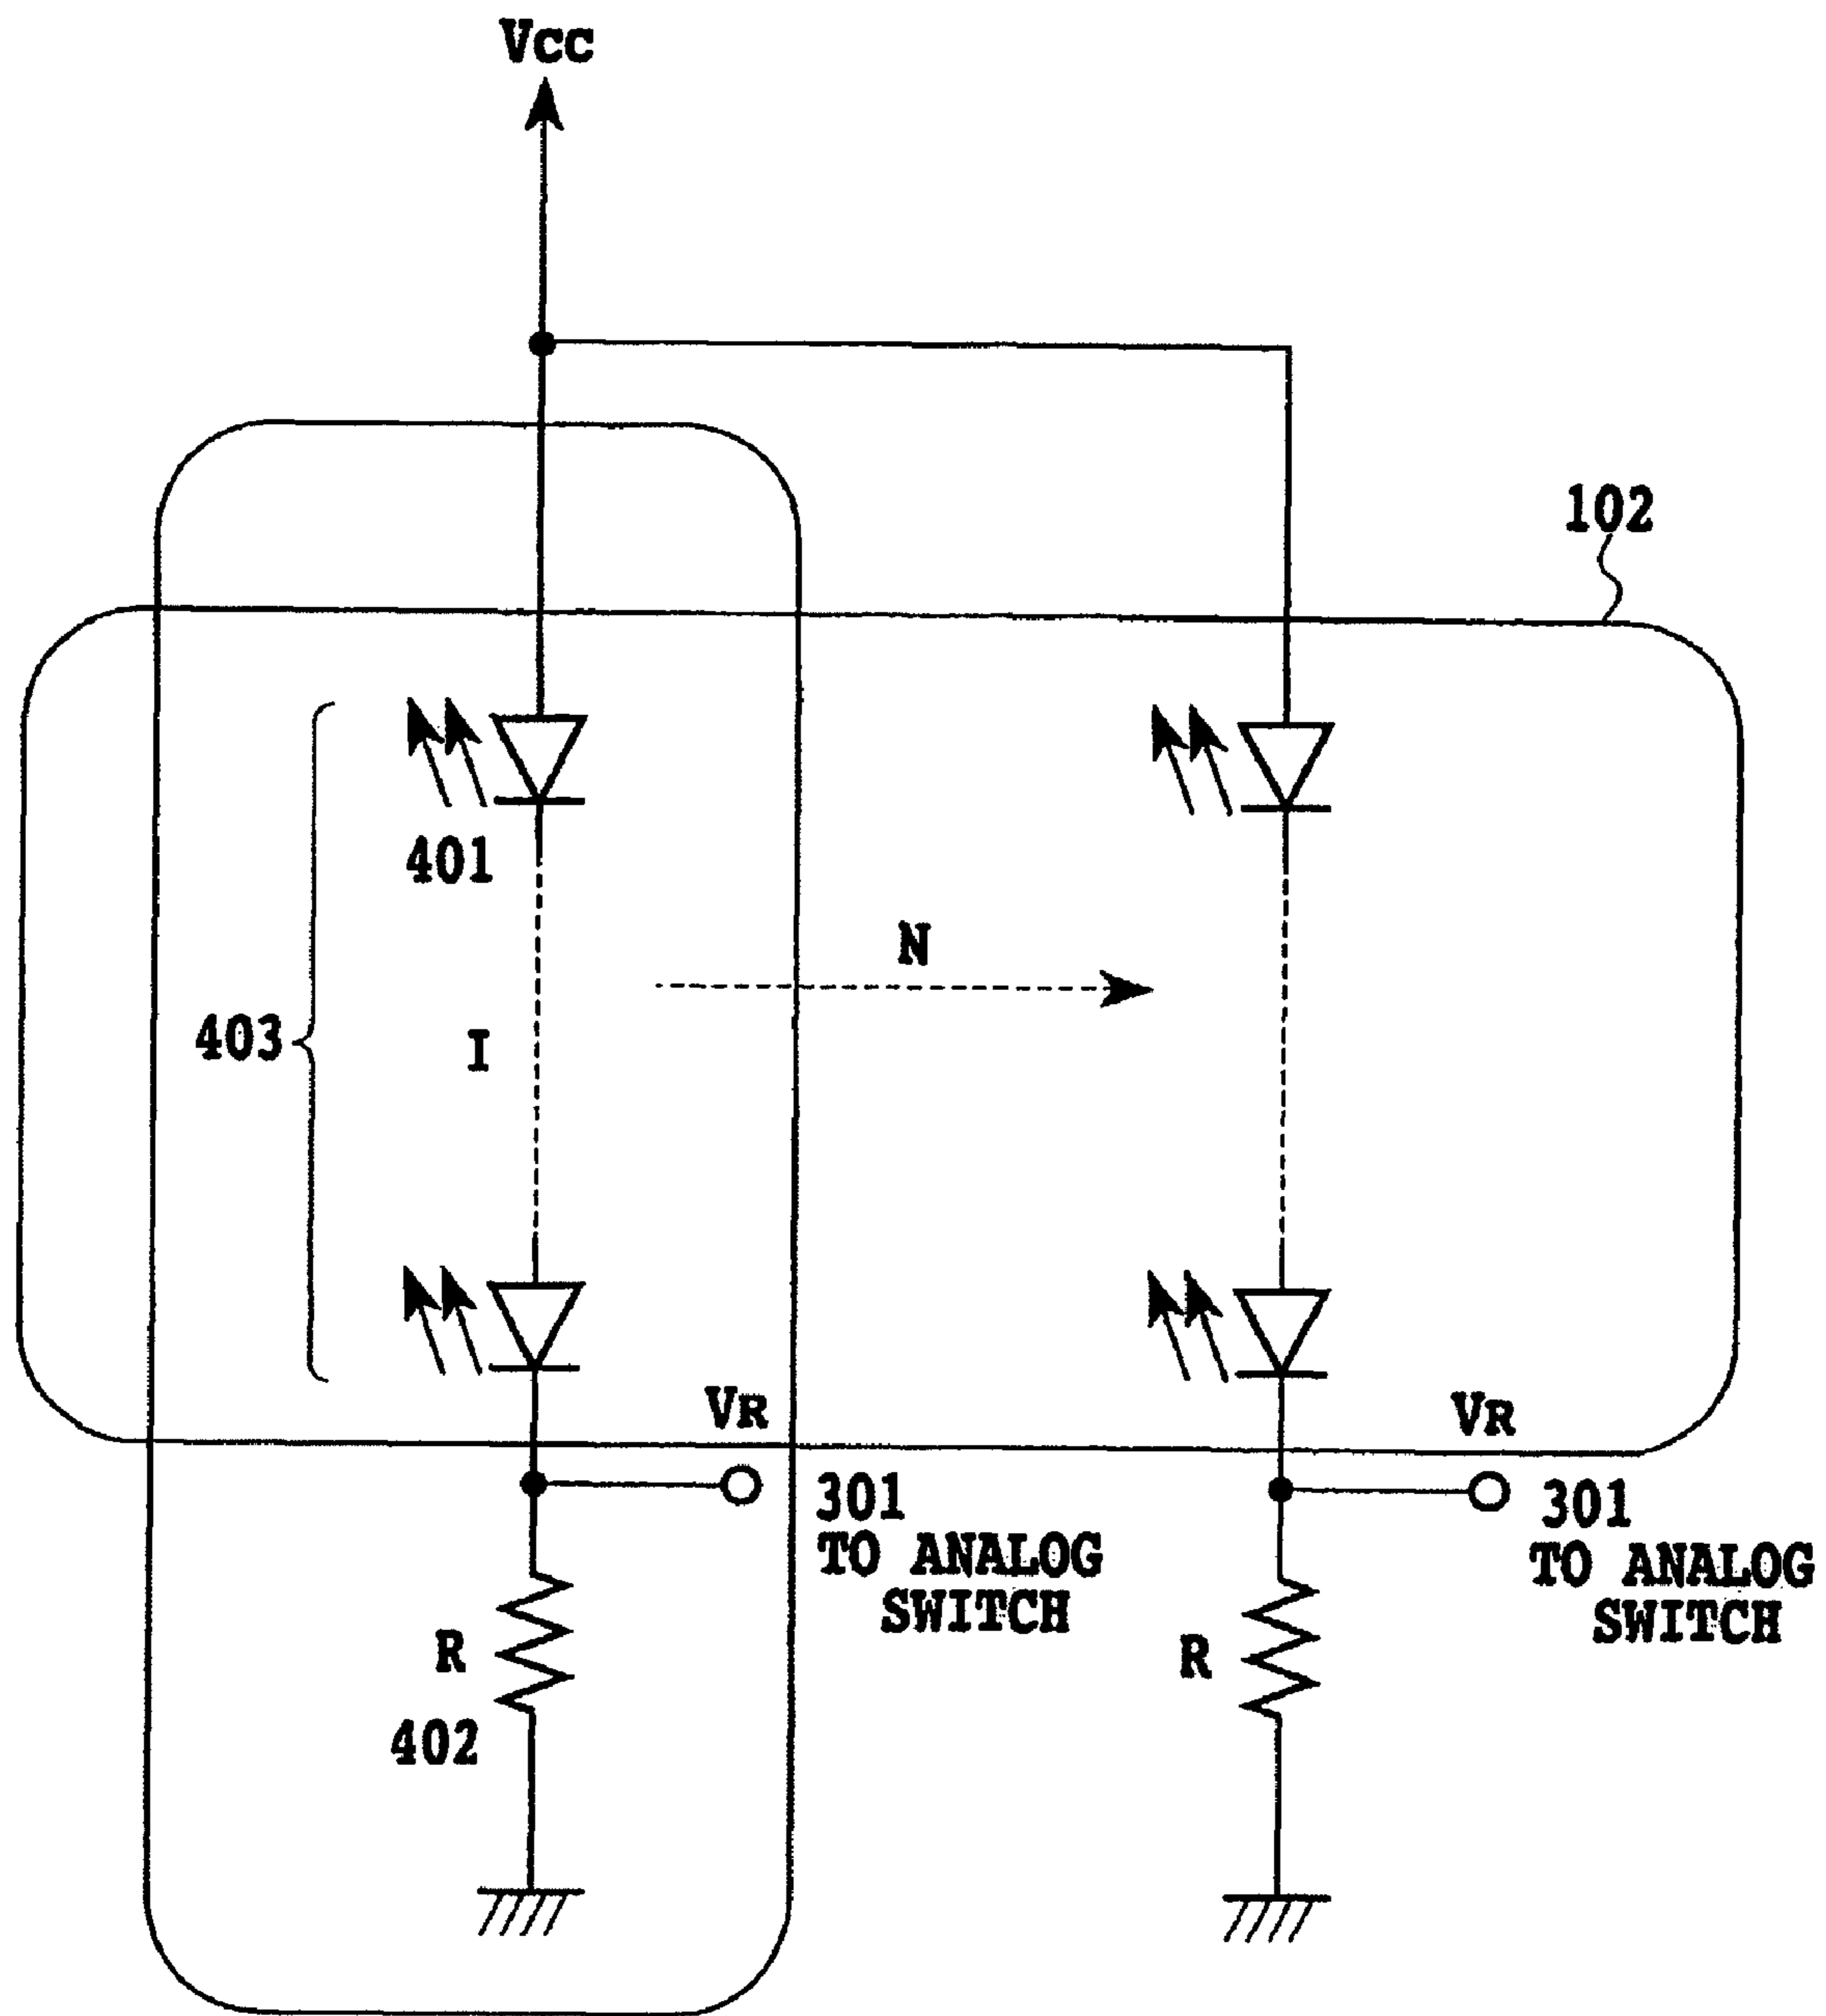 Vcc
102
401
N
403
I
VR
VR
301
TO ANALOG
SWITCH
301
TO ANALOG
SWITCH
R
R
402